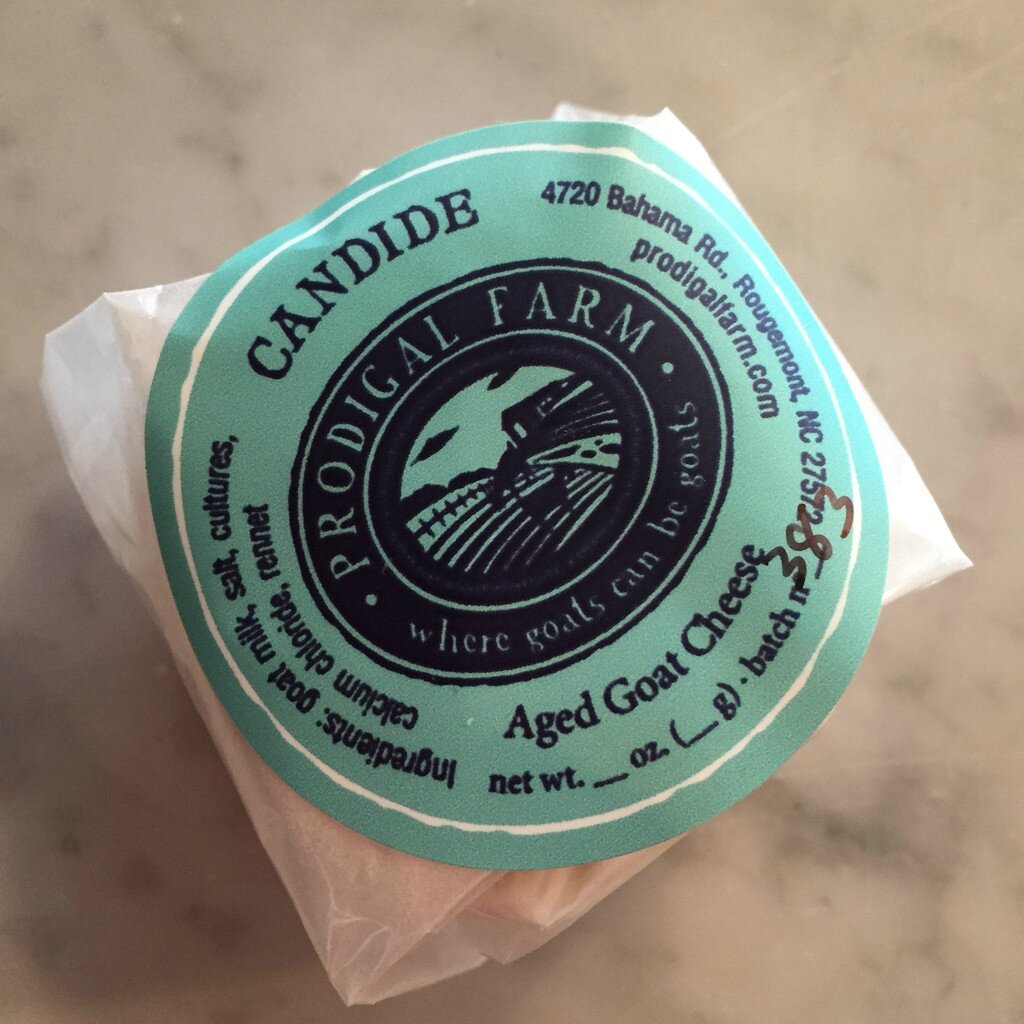 CANDIDE
4720 Bahama Rd., Rougemont, NC 27572
prodigalfarm.com
PRODIGAL FARM
where goats can be goats
Ingredients: goat milk, salt, cultures,
calcium chloride, rennet
Aged Goat Cheese
net wt. __ oz. (__ g) · batch nº 383